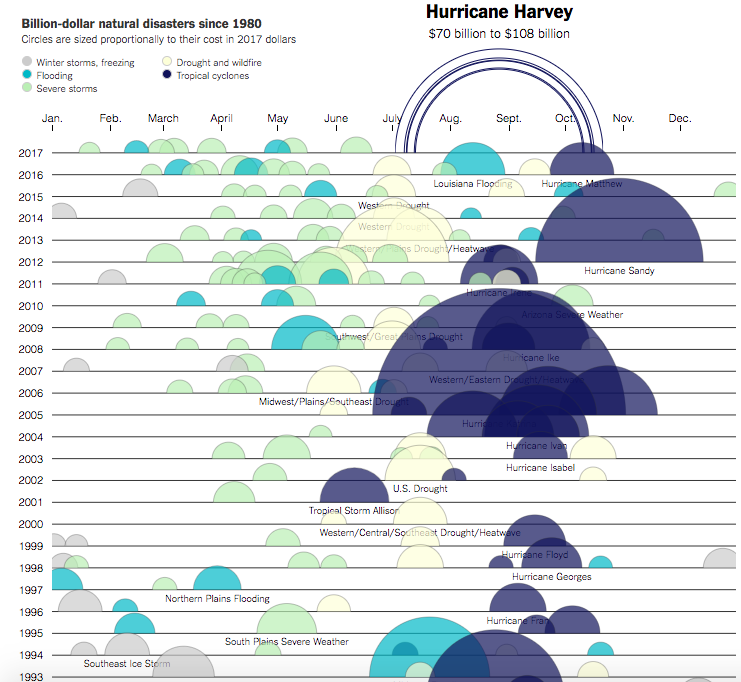 Hurricane Harvey
$70 billion to $108 billion
Billion-dollar natural disasters since 1980
Circles are sized proportionally to their cost in 2017 dollars
Winter storms, freezing
Drought and wildfire
Flooding
Tropical cyclones
Severe storms
Jan. Feb. March April May June July Aug. Sept. Oct. Nov. Dec.
2017
2016
Louisiana Flooding Hurricane Matthew
2015
Western Drought
2014
Western Drought
2013
Plains Drought/Heatwave
2012
Hurricane Sandy
2011
Hurricane Irene
2010
Arizona Severe Weather
2009
Southwest/Great Plains Drought
2008
Hurricane Ike
2007
Western/Eastern Drought/Heatwave
2006
Midwest/Plains/Southeast Drought
2005
2004
Hurricane Ivan
2003
Hurricane Isabel
2002
U.S. Drought
2001
Tropical Storm Allison
2000
Western/Central/Southeast Drought/Heatwave
1999
Hurricane Floyd
1998
Hurricane Georges
1997
Northern Plains Flooding
1996
Hurricane Fran
1995
South Plains Severe Weather
1994
Southeast Ice Storm
1993